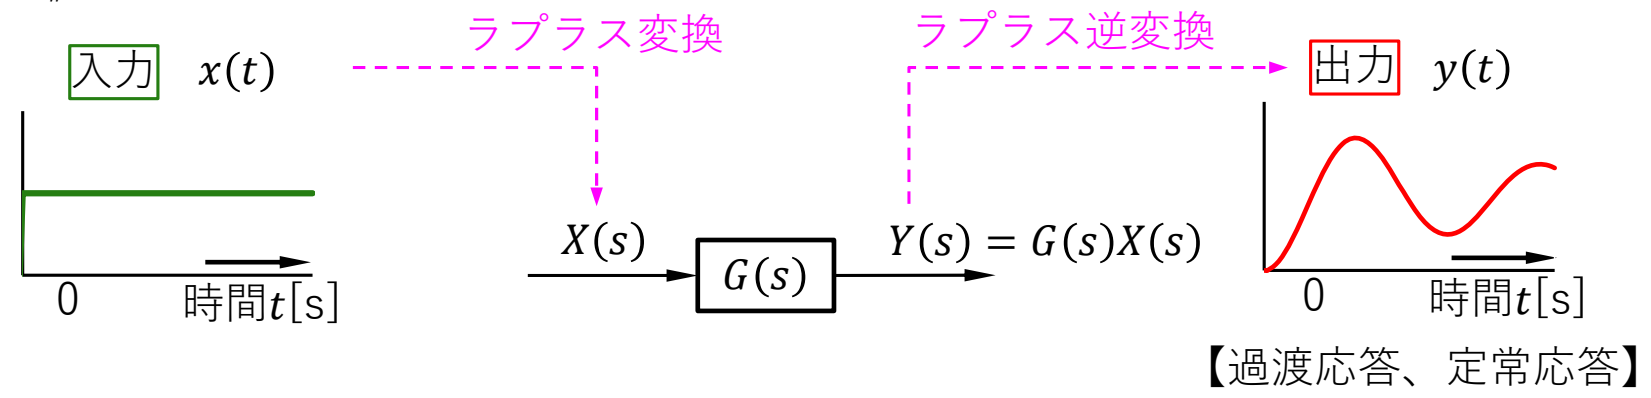 ラプラス変換
ラプラス逆変換
入力 x(t)
出力 y(t)
X(s)
G(s)
Y(s) = G(s)X(s)
0
時間t[s]
0
時間t[s]
【過渡応答、定常応答】